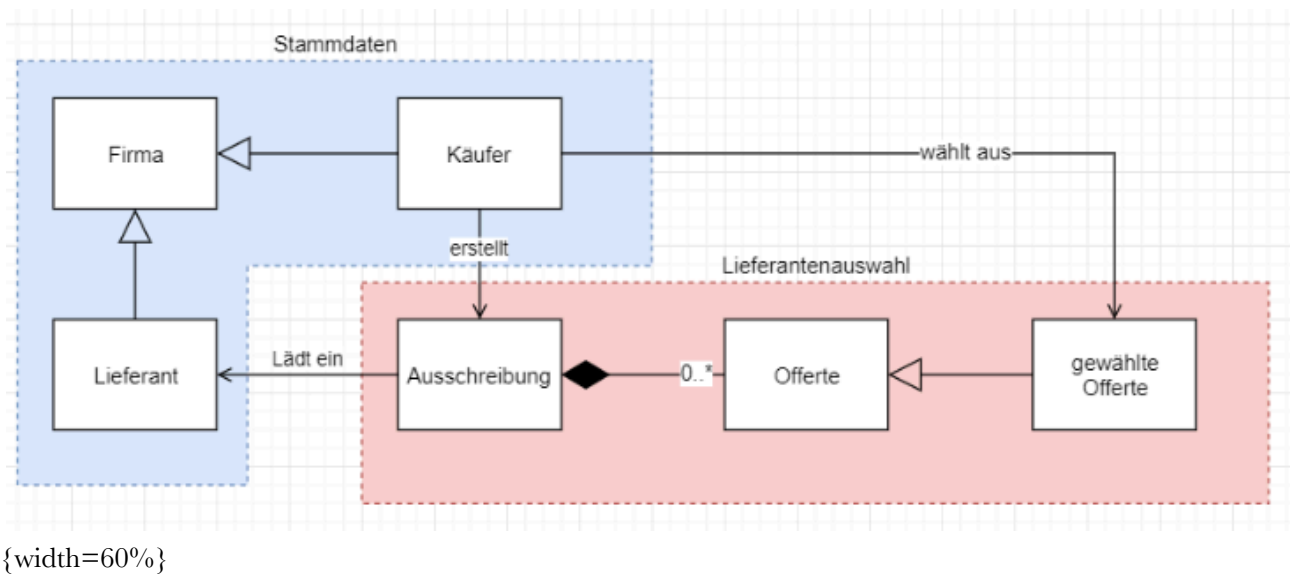 Stammdaten
Firma
Käufer
wählt aus
erstellt
Lieferantenauswahl
Lieferant
Lädt ein
Ausschreibung
0..*
Offerte
gewählte
Offerte
{width=60%}